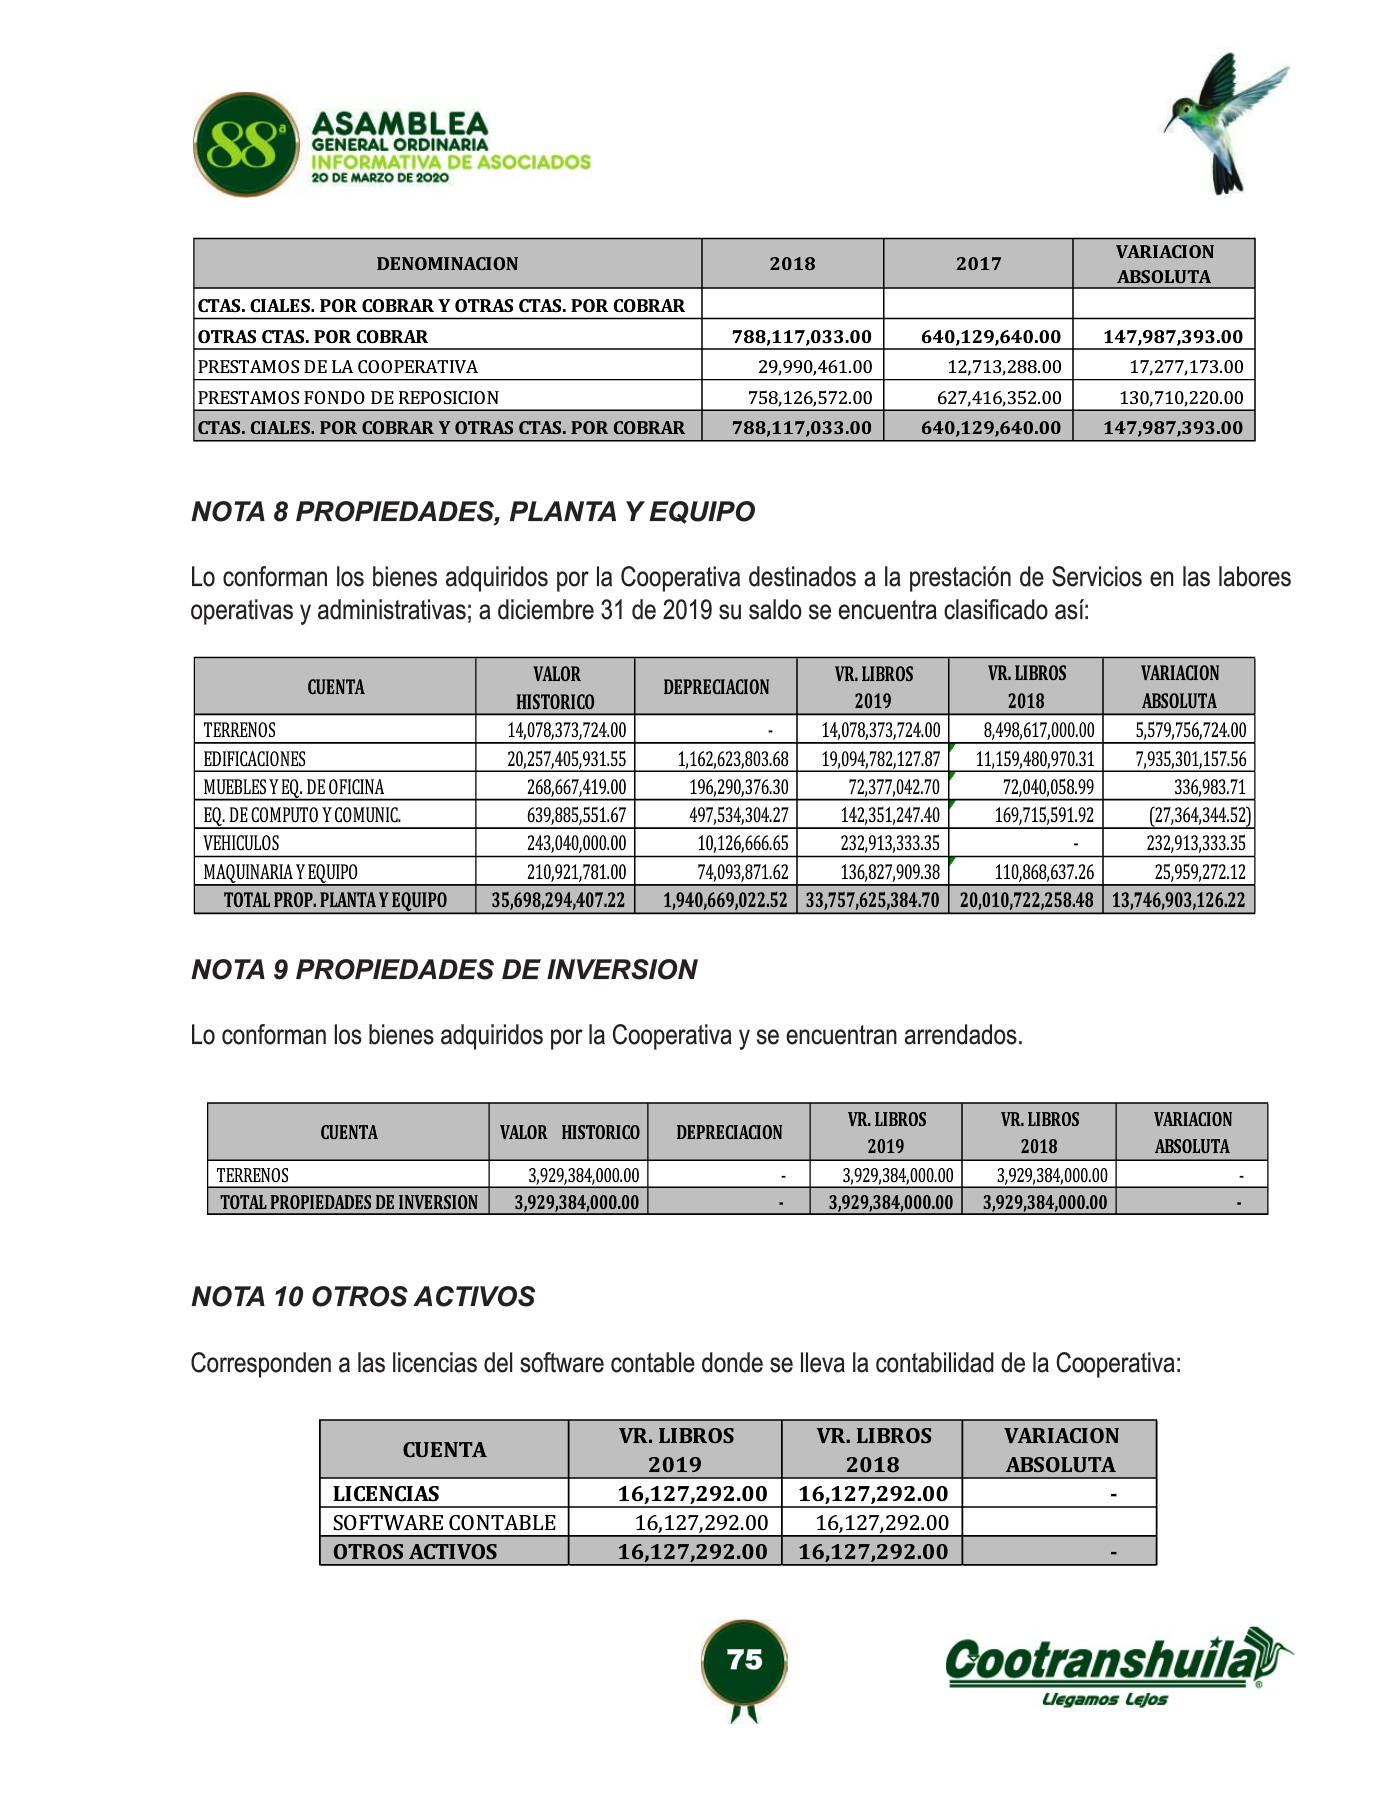 88ª
ASAMBLEA
GENERAL ORDINARIA
INFORMATIVA DE ASOCIADOS
20 DE MARZO DE 2020
DENOMINACION 2018 2017 VARIACION ABSOLUTA
CTAS. CIALES. POR COBRAR Y OTRAS CTAS. POR COBRAR
OTRAS CTAS. POR COBRAR 788,117,033.00 640,129,640.00 147,987,393.00
PRESTAMOS DE LA COOPERATIVA 29,990,461.00 12,713,288.00 17,277,173.00
PRESTAMOS FONDO DE REPOSICION 758,126,572.00 627,416,352.00 130,710,220.00
CTAS. CIALES. POR COBRAR Y OTRAS CTAS. POR COBRAR 788,117,033.00 640,129,640.00 147,987,393.00
NOTA 8 PROPIEDADES, PLANTA Y EQUIPO
Lo conforman los bienes adquiridos por la Cooperativa destinados a la prestación de Servicios en las labores
operativas y administrativas; a diciembre 31 de 2019 su saldo se encuentra clasificado así:
CUENTA VALOR HISTORICO DEPRECIACION VR. LIBROS 2019 VR. LIBROS 2018 VARIACION ABSOLUTA
TERRENOS 14,078,373,724.00 - 14,078,373,724.00 8,498,617,000.00 5,579,756,724.00
EDIFICACIONES 20,257,405,931.55 1,162,623,803.68 19,094,782,127.87 11,159,480,970.31 7,935,301,157.56
MUEBLES Y EQ. DE OFICINA 268,667,419.00 196,290,376.30 72,377,042.70 72,040,058.99 336,983.71
EQ. DE COMPUTO Y COMUNIC. 639,885,551.67 497,534,304.27 142,351,247.40 169,715,591.92 (27,364,344.52)
VEHICULOS 243,040,000.00 10,126,666.65 232,913,333.35 - 232,913,333.35
MAQUINARIA Y EQUIPO 210,921,781.00 74,093,871.62 136,827,909.38 110,868,637.26 25,959,272.12
TOTAL PROP. PLANTA Y EQUIPO 35,698,294,407.22 1,940,669,022.52 33,757,625,384.70 20,010,722,258.48 13,746,903,126.22
NOTA 9 PROPIEDADES DE INVERSION
Lo conforman los bienes adquiridos por la Cooperativa y se encuentran arrendados.
CUENTA VALOR HISTORICO DEPRECIACION VR. LIBROS 2019 VR. LIBROS 2018 VARIACION ABSOLUTA
TERRENOS 3,929,384,000.00 - 3,929,384,000.00 3,929,384,000.00 -
TOTAL PROPIEDADES DE INVERSION 3,929,384,000.00 - 3,929,384,000.00 3,929,384,000.00 -
NOTA 10 OTROS ACTIVOS
Corresponden a las licencias del software contable donde se lleva la contabilidad de la Cooperativa:
CUENTA VR. LIBROS 2019 VR. LIBROS 2018 VARIACION ABSOLUTA
LICENCIAS 16,127,292.00 16,127,292.00 -
SOFTWARE CONTABLE 16,127,292.00 16,127,292.00
OTROS ACTIVOS 16,127,292.00 16,127,292.00 -
75
Cootranshuila®
Llegamos Lejos